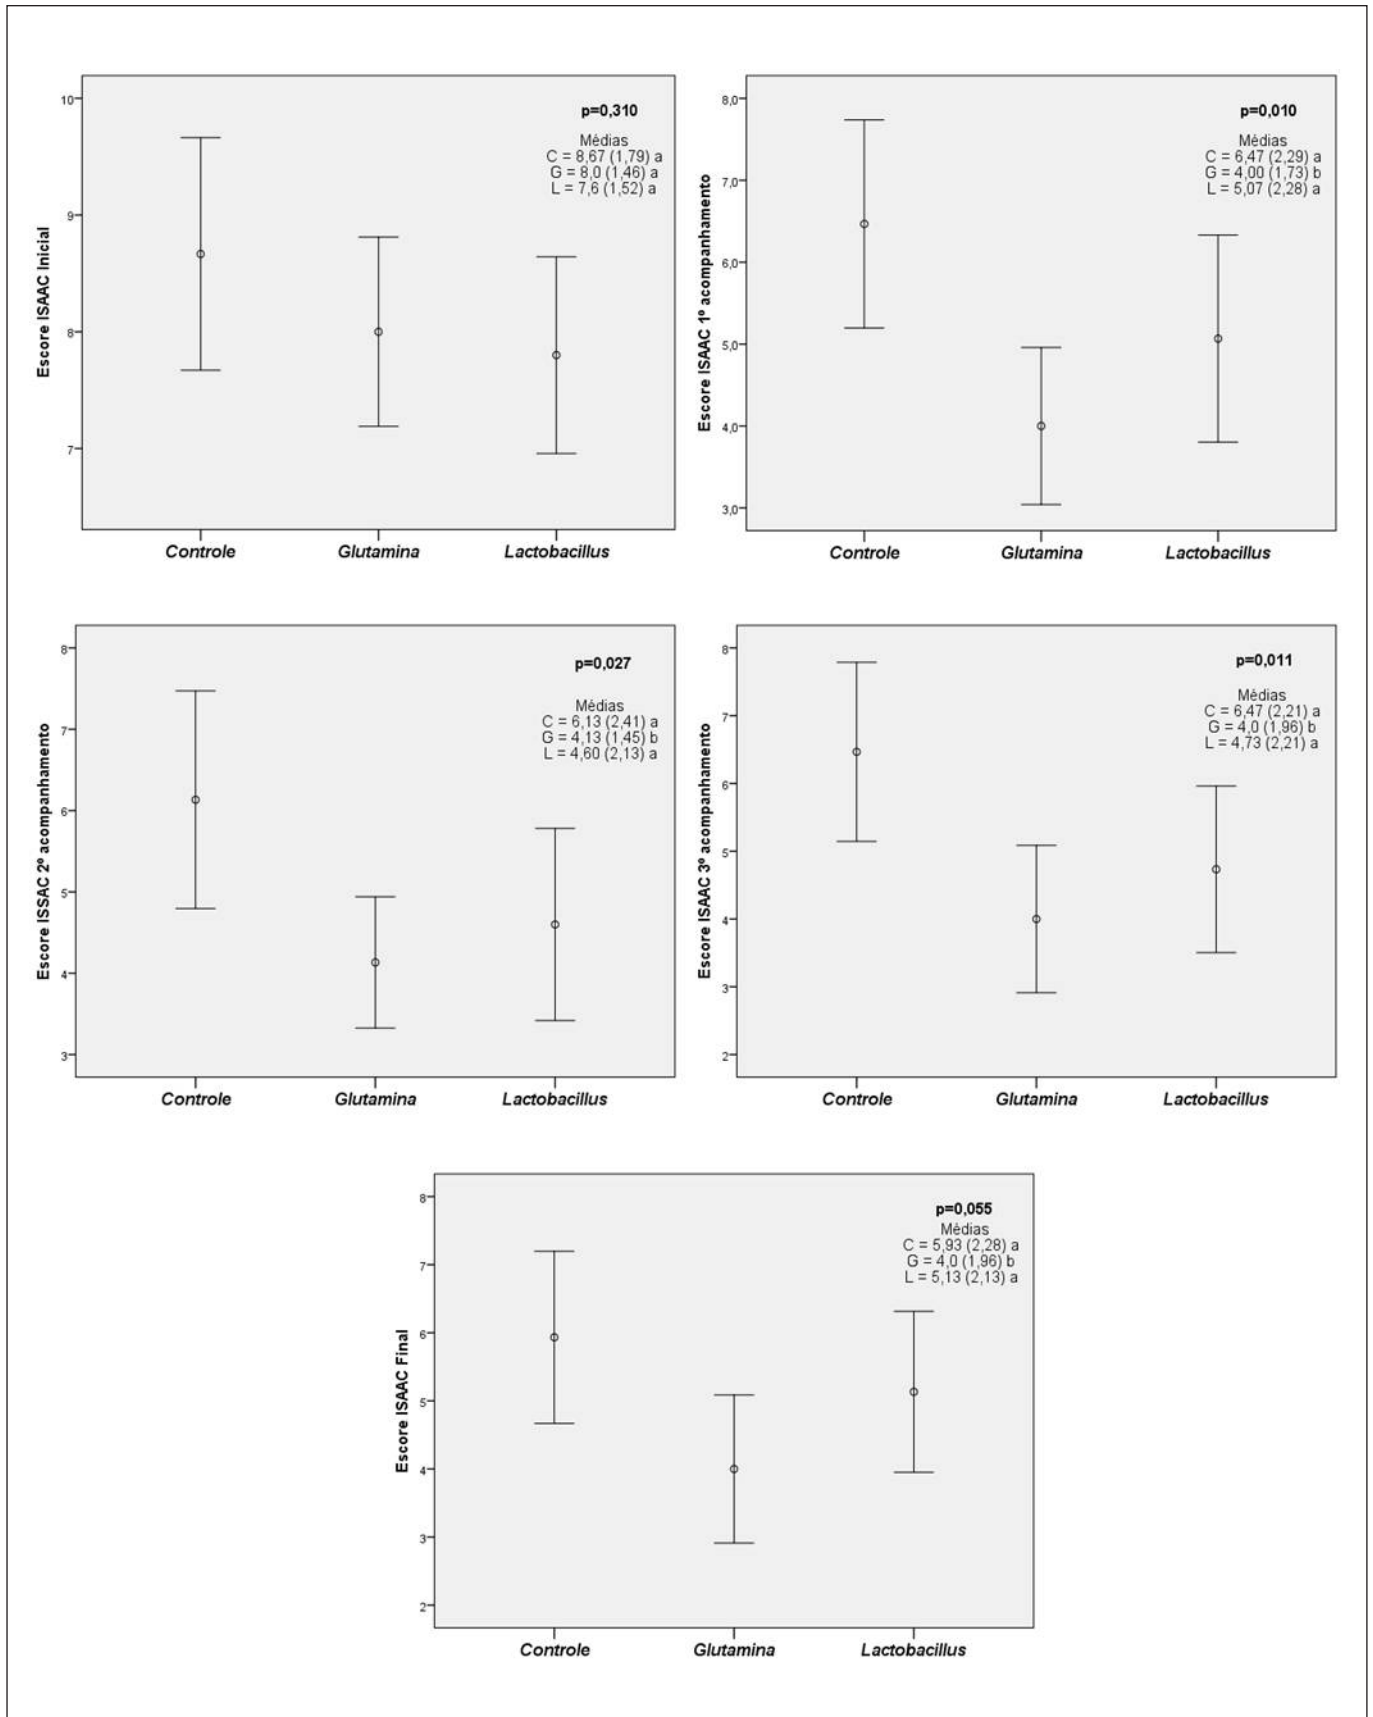 p=0,310
Médias
C = 8,67 (1,79) a
G = 8,0 (1,46) a
L = 7,6 (1,52) a
Escore ISAAC Inicial
10
9
8
7
Controle Glutamina Lactobacillus
p=0,010
Médias
C = 6,47 (2,29) a
G = 4,00 (1,73) b
L = 5,07 (2,28) a
Escore ISAAC 1º acompanhamento
8,0
7,0
6,0
5,0
4,0
3,0
Controle Glutamina Lactobacillus
p=0,027
Médias
C = 6,13 (2,41) a
G = 4,13 (1,45) b
L = 4,60 (2,13) a
Escore ISSAC 2º acompanhamento
8
7
6
5
4
3
Controle Glutamina Lactobacillus
p=0,011
Médias
C = 6,47 (2,21) a
G = 4,0 (1,96) b
L = 4,73 (2,21) a
Escore ISAAC 3º acompanhamento
8
7
6
5
4
3
2
Controle Glutamina Lactobacillus
p=0,055
Médias
C = 5,93 (2,28) a
G = 4,0 (1,96) b
L = 5,13 (2,13) a
Escore ISAAC Final
8
7
6
5
4
3
2
Controle Glutamina Lactobacillus